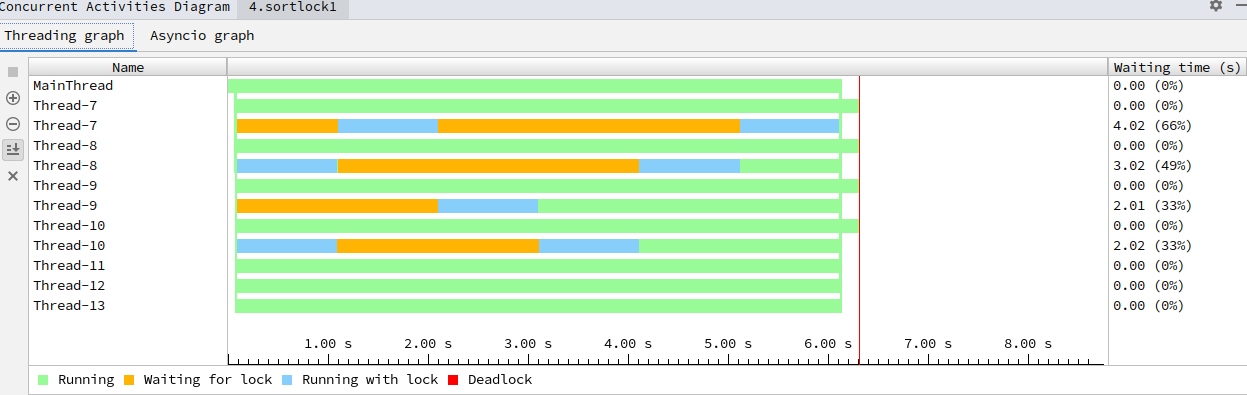 Concurrent Activities Diagram 4.sortlock1
Threading graph Asyncio graph
Name Waiting time (s)
MainThread 0.00 (0%)
Thread-7 0.00 (0%)
Thread-7 4.02 (66%)
Thread-8 0.00 (0%)
Thread-8 3.02 (49%)
Thread-9 0.00 (0%)
Thread-9 2.01 (33%)
Thread-10 0.00 (0%)
Thread-10 2.02 (33%)
Thread-11 0.00 (0%)
Thread-12 0.00 (0%)
Thread-13 0.00 (0%)
1.00 s 2.00 s 3.00 s 4.00 s 5.00 s 6.00 s 7.00 s 8.00 s
Running Waiting for lock Running with lock Deadlock